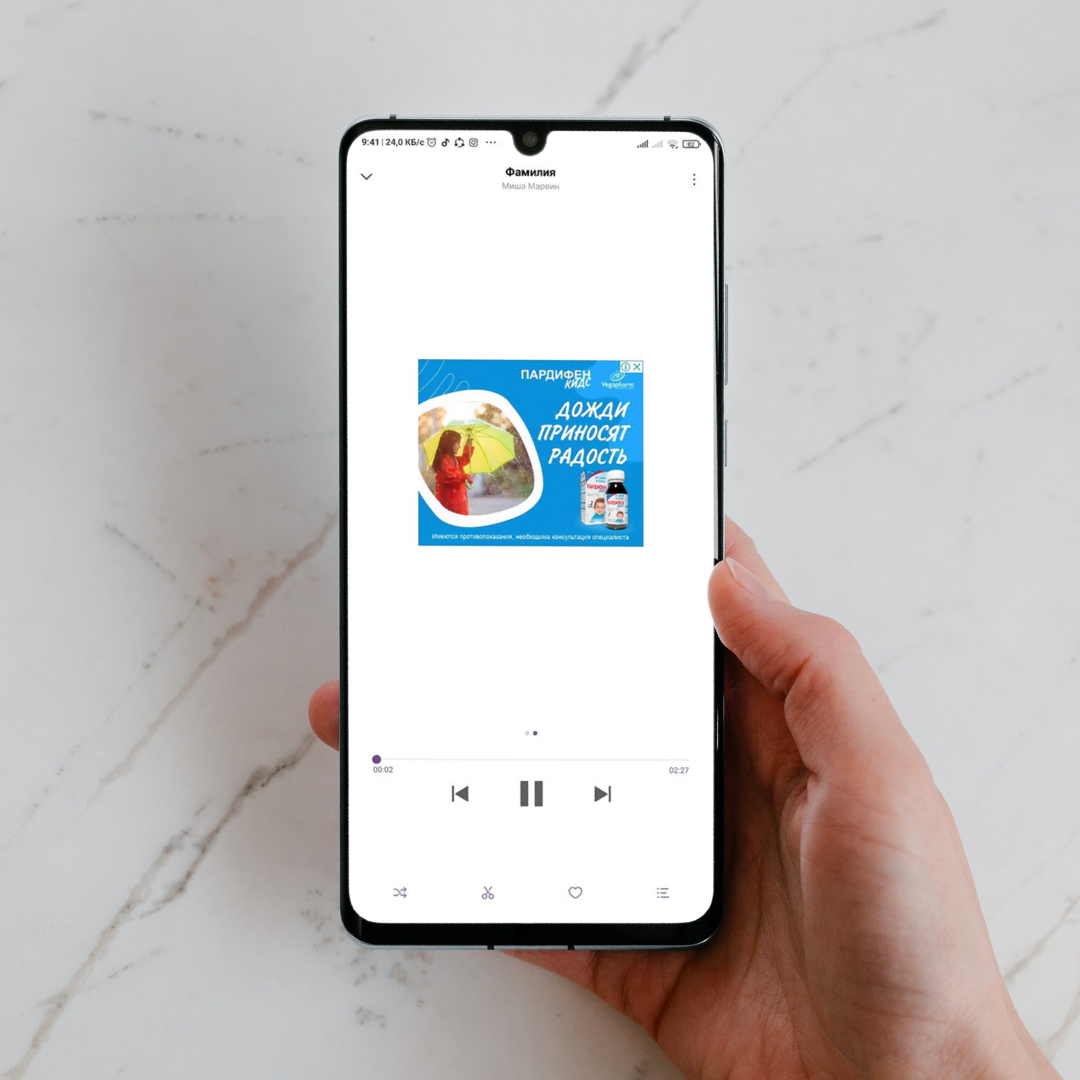 9:41 | 24,0 КБ/с
82
Фамилия
Миша Марвин
ПАРДИФЕН
КИДС
Vegapharm
ДОЖДИ
ПРИНОСЯТ
РАДОСТЬ
Имеются противопоказания, необходима консультация специалиста
00:02
02:27